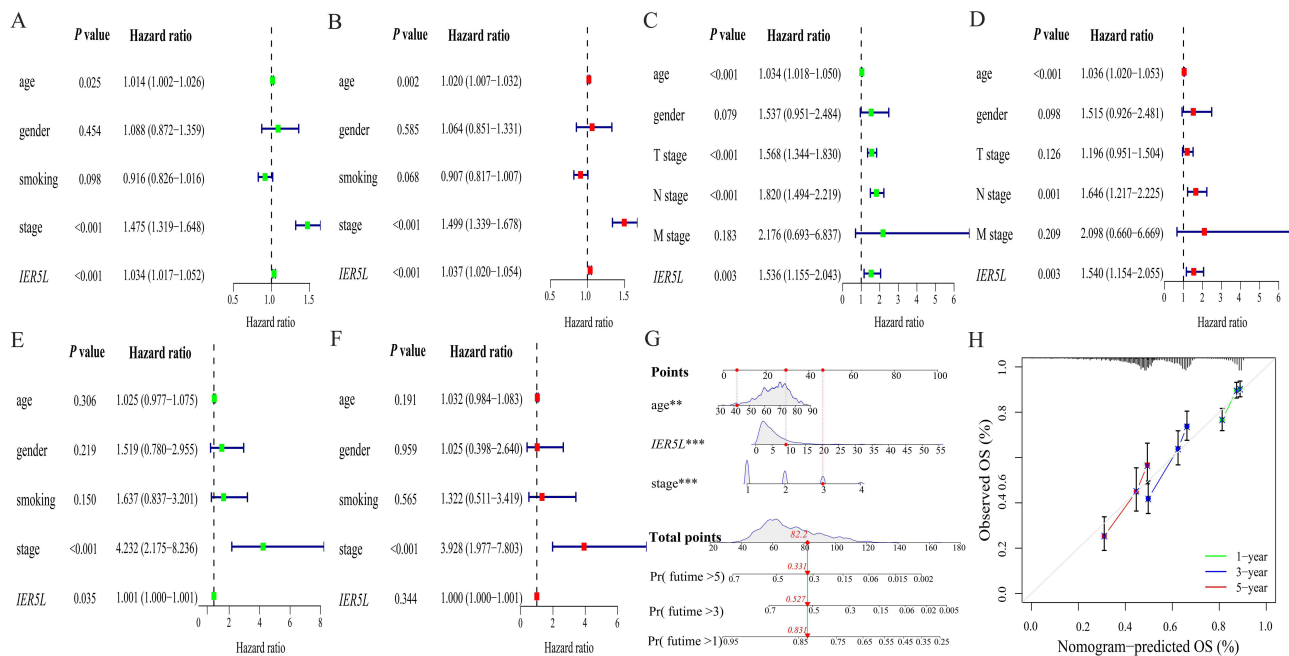 A
P value Hazard ratio
age 0.025 1.014 (1.002−1.026)
gender 0.454 1.088 (0.872−1.359)
smoking 0.098 0.916 (0.826−1.016)
stage <0.001 1.475 (1.319−1.648)
IER5L <0.001 1.034 (1.017−1.052)
0.5 1.0 1.5
Hazard ratio
B
P value Hazard ratio
age 0.002 1.020 (1.007−1.032)
gender 0.585 1.064 (0.851−1.331)
smoking 0.068 0.907 (0.817−1.007)
stage <0.001 1.499 (1.339−1.678)
IER5L <0.001 1.037 (1.020−1.054)
0.5 1.0 1.5
Hazard ratio
C
P value Hazard ratio
age <0.001 1.034 (1.018−1.050)
gender 0.079 1.537 (0.951−2.484)
T stage <0.001 1.568 (1.344−1.830)
N stage <0.001 1.820 (1.494−2.219)
M stage 0.183 2.176 (0.693−6.837)
IER5L 0.003 1.536 (1.155−2.043)
0 1 2 3 4 5 6
Hazard ratio
D
P value Hazard ratio
age <0.001 1.036 (1.020−1.053)
gender 0.098 1.515 (0.926−2.481)
T stage 0.126 1.196 (0.951−1.504)
N stage 0.001 1.646 (1.217−2.225)
M stage 0.209 2.098 (0.660−6.669)
IER5L 0.003 1.540 (1.154−2.055)
0 1 2 3 4 5 6
Hazard ratio
E
P value Hazard ratio
age 0.306 1.025 (0.977−1.075)
gender 0.219 1.519 (0.780−2.955)
smoking 0.150 1.637 (0.837−3.201)
stage <0.001 4.232 (2.175−8.236)
IER5L 0.035 1.001 (1.000−1.001)
0 2 4 6 8
Hazard ratio
F
P value Hazard ratio
age 0.191 1.032 (0.984−1.083)
gender 0.959 1.025 (0.398−2.640)
smoking 0.565 1.322 (0.511−3.419)
stage <0.001 3.928 (1.977−7.803)
IER5L 0.344 1.000 (1.000−1.001)
0 2 4 6
Hazard ratio
G
Points 0 20 40 60 80 100
age**
30 40 50 60 70 80 90
IER5L***
0 5 10 15 20 25 30 35 40 45 50 55
stage***
1 2 3 4
Total points 82.2
20 40 60 80 100 120 140 160 180
0.331
Pr( futime >5)
0.7 0.5 0.3 0.15 0.06 0.015 0.002
0.527
Pr( futime >3)
0.7 0.5 0.3 0.15 0.06 0.02 0.005
0.831
Pr( futime >1)
0.95 0.85 0.75 0.65 0.55 0.45 0.35 0.25
H
Observed OS (%)
1.0
0.8
0.6
0.4
0.2
0.0
1−year
3−year
5−year
0.0 0.2 0.4 0.6 0.8 1.0
Nomogram−predicted OS (%)